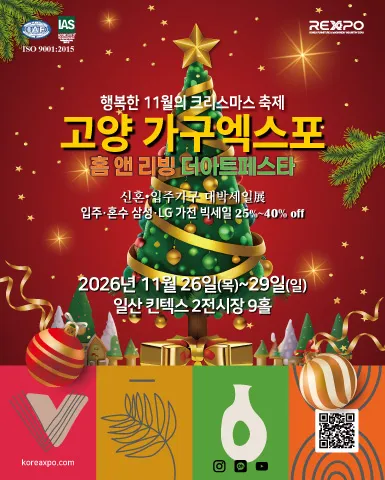 IAS
ISO 9001:2015
REXPO
행복한 11월의 크리스마스 축제
고양 가구엑스포
홈 앤 리빙 더아트페스타
신혼·입주가구 대박세일展
입주·혼수 삼성·LG 가전 빅세일 25%~40% off
2026년 11월 26일(목)~29일(일)
일산 킨텍스 2전시장 9홀
koreaxpo.com